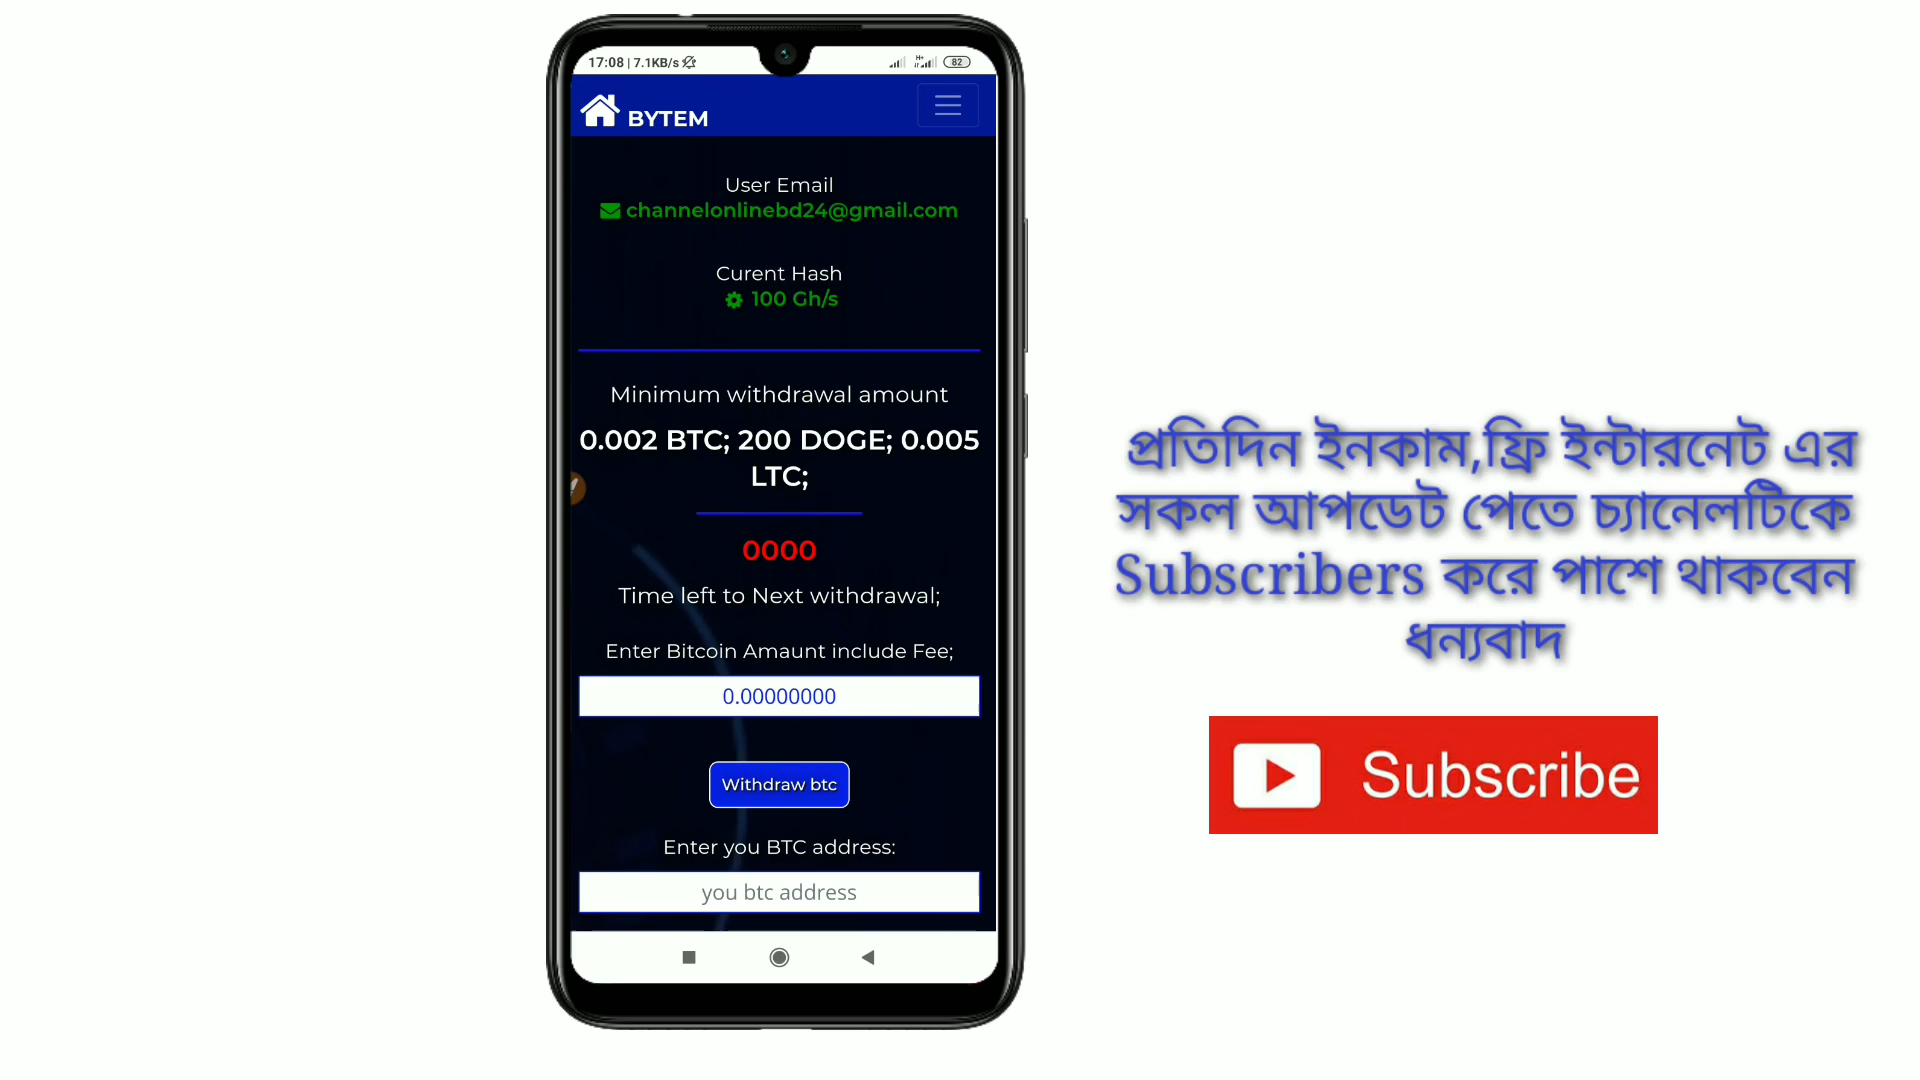 17:08 | 7.1KB/s
H+
82
BYTEM
User Email
channelonlinebd24@gmail.com
Curent Hash
100 Gh/s
Minimum withdrawal amount
0.002 BTC; 200 DOGE; 0.005
LTC;
0000
Time left to Next withdrawal;
Enter Bitcoin Amaunt include Fee;
0.00000000
Withdraw btc
Enter you BTC address:
you btc address
প্রতিদিন ইনকাম,ফ্রি ইন্টারনেট এর
সকল আপডেট পেতে চ্যানেলটিকে
Subscribers করে পাশে থাকবেন
ধন্যবাদ
Subscribe